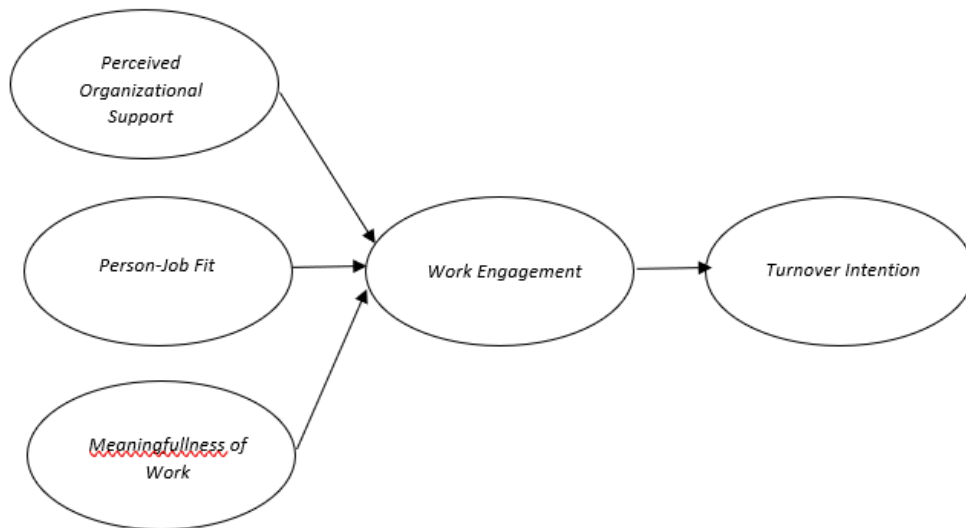 Perceived
Organizational
Support
Person-Job Fit
Work Engagement
Turnover Intention
Meaningfullness of
Work